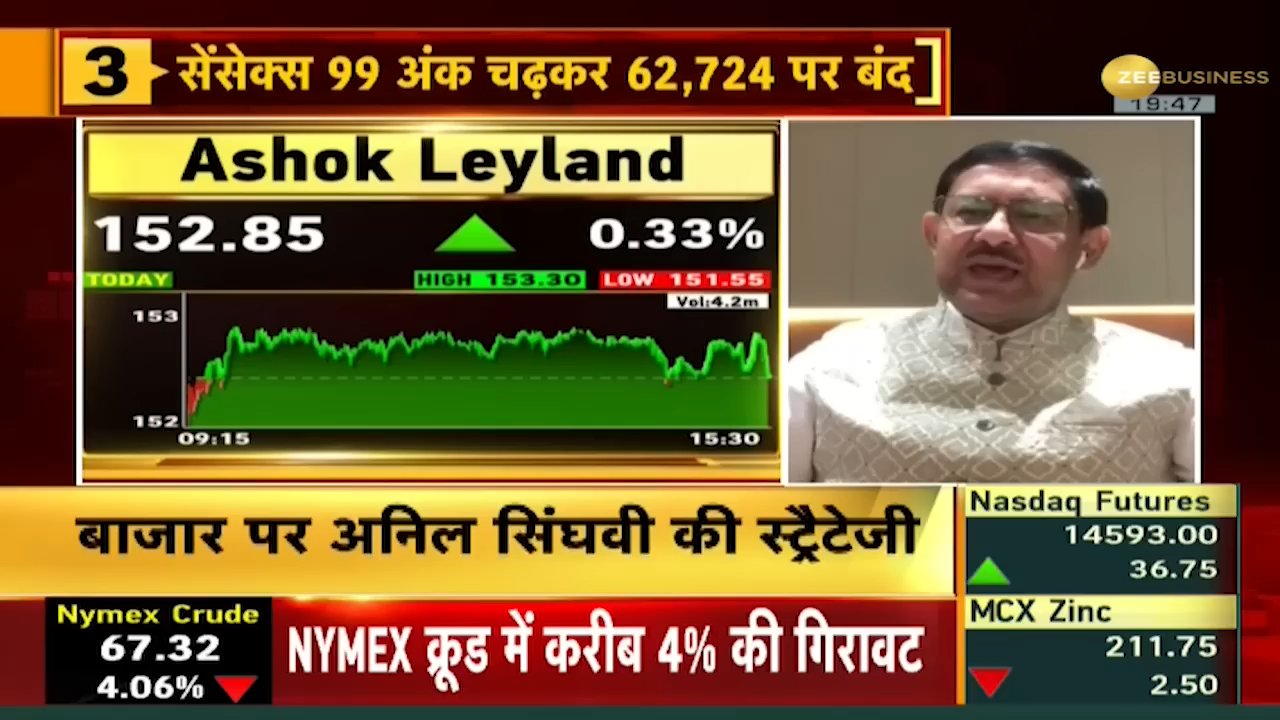 3 सेंसेक्स 99 अंक चढ़कर 62,724 पर बंद]
ZEEBUSINESS
19:47
Ashok Leyland
152.85 0.33%
TODAY HIGH 153.30 LOW 151.55
Vol:4.2m
153
152
09:15 15:30
बाजार पर अनिल सिंघवी की स्ट्रैटेजी
Nasdaq Futures
14593.00
36.75
Nymex Crude
67.32
4.06%
NYMEX क्रूड में करीब 4% की गिरावट
MCX Zinc
211.75
2.50